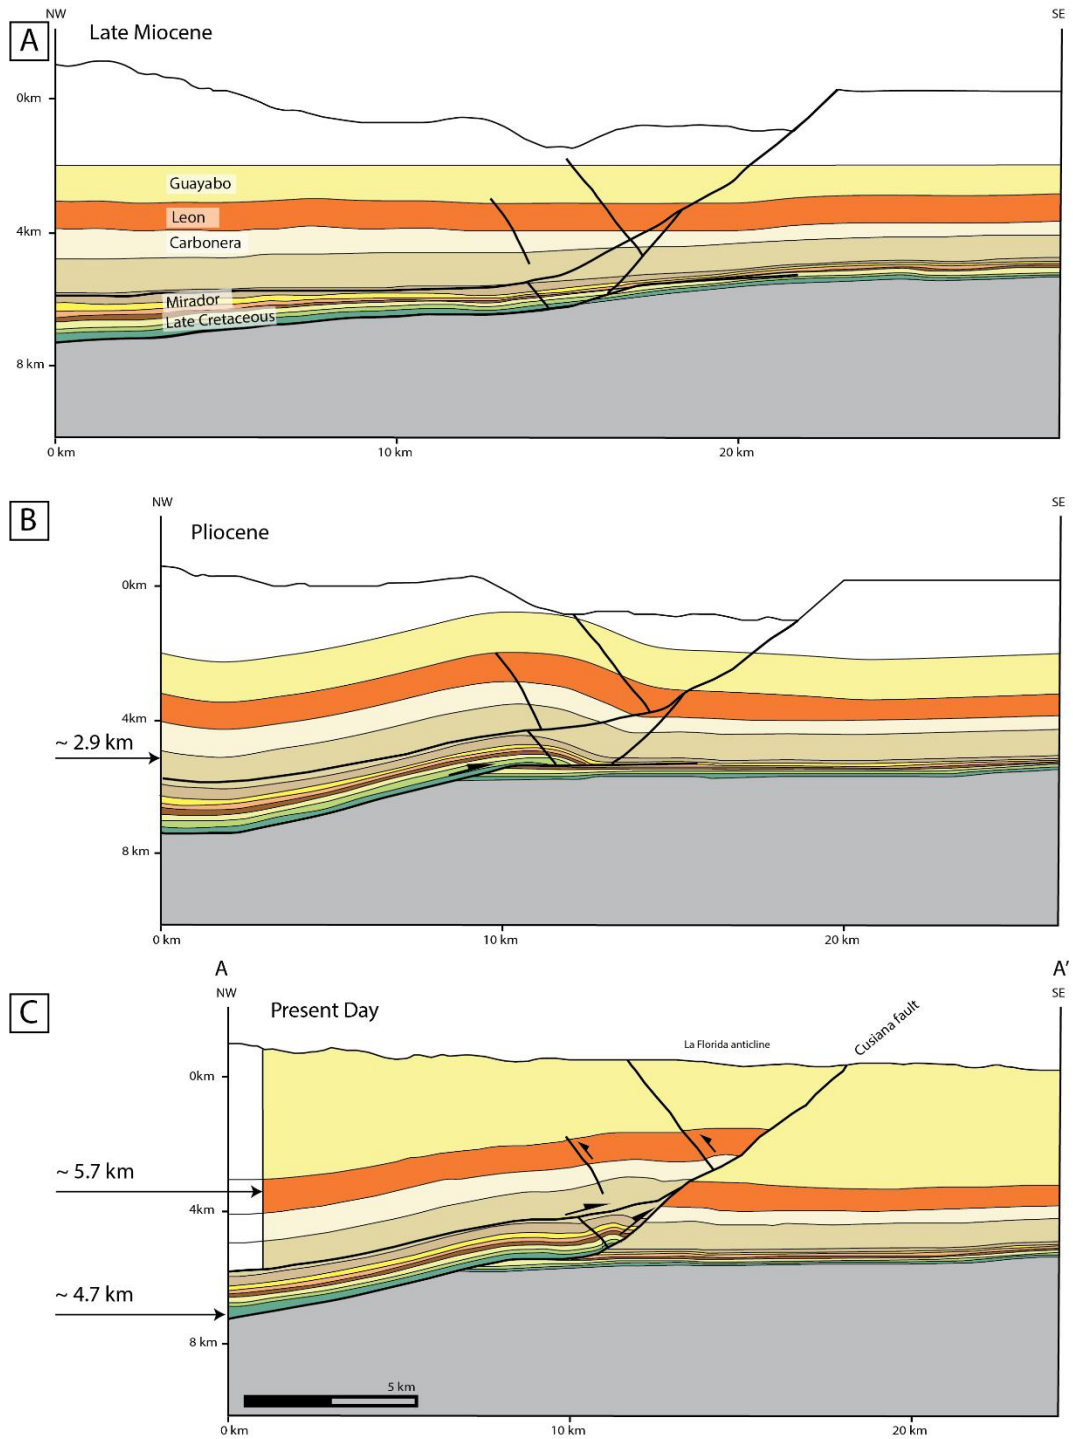 NW
SE
A
Late Miocene
0km
Guayabo
Leon
4km
Carbonera
Mirador
Late Cretaceous
8 km
0 km
10 km
20 km
NW
SE
B
Pliocene
0km
4km
~ 2.9 km
8 km
0 km
10 km
20 km
A
A'
NW
SE
C
Present Day
Cusiana fault
La Florida anticline
0km
~ 5.7 km
4km
~ 4.7 km
8 km
5 km
0 km
10 km
20 km